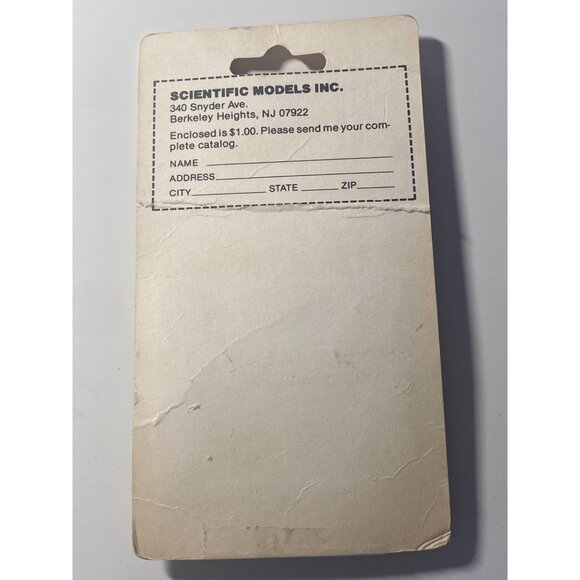 SCIENTIFIC MODELS INC.
340 Snyder Ave.
Berkeley Heights, NJ 07922
Enclosed is $1.00. Please send me your com-
plete catalog.
NAME
ADDRESS
CITY STATE ZIP